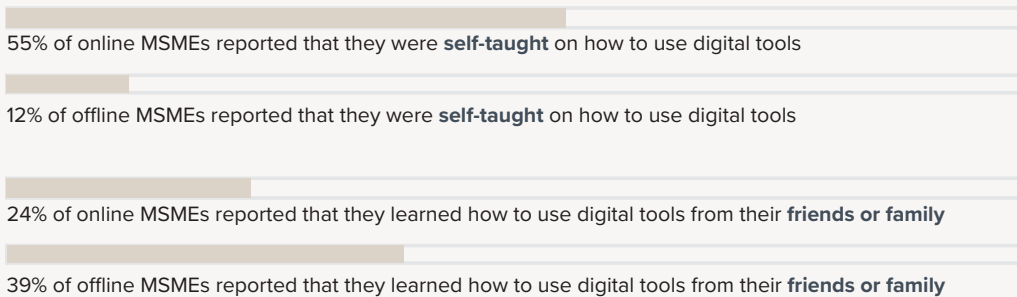 55% of online MSMEs reported that they were self-taught on how to use digital tools
12% of offline MSMEs reported that they were self-taught on how to use digital tools
24% of online MSMEs reported that they learned how to use digital tools from their friends or family
39% of offline MSMEs reported that they learned how to use digital tools from their friends or family